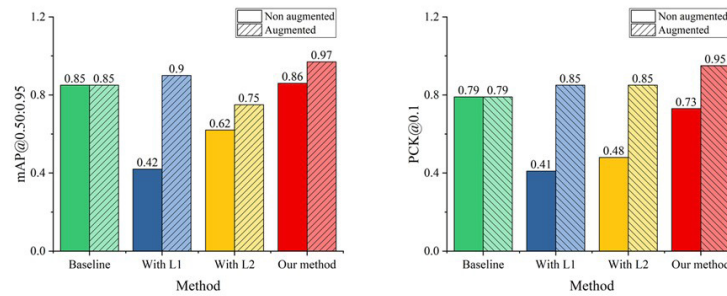 1.2
0.8
0.4
0.0
mAP@0.50:0.95
Non augmented
Augmented
0.85 0.85
0.42
0.9
0.62
0.75
0.86
0.97
Baseline With L1 With L2 Our method
Method
1.2
0.8
0.4
0.0
PCK@0.1
Non augmented
Augmented
0.79 0.79
0.41
0.85
0.48
0.85
0.73
0.95
Baseline With L1 With L2 Our method
Method